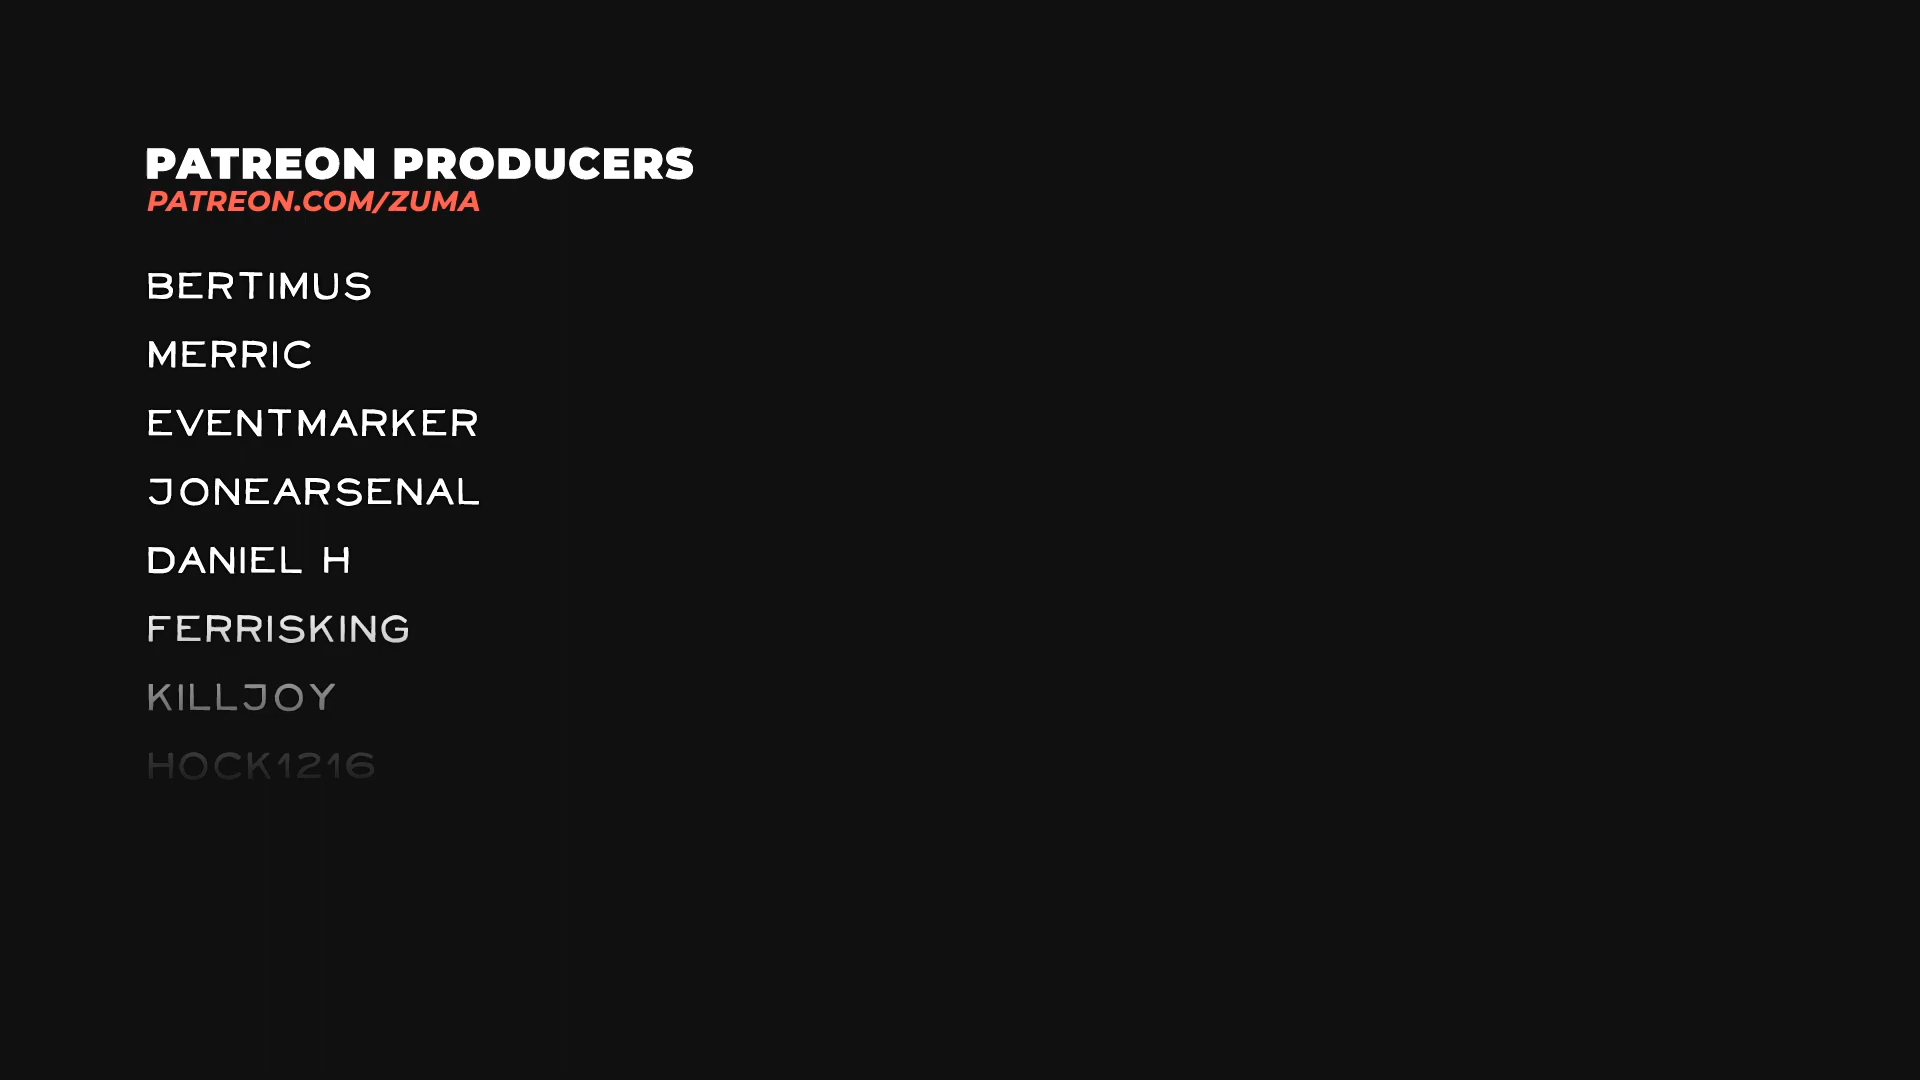 PATREON PRODUCERS
PATREON.COM/ZUMA
BERTIMUS
MERRIC
EVENTMARKER
JONEARSENAL
DANIEL H
FERRISKING
KILLJOY
HOCK1216